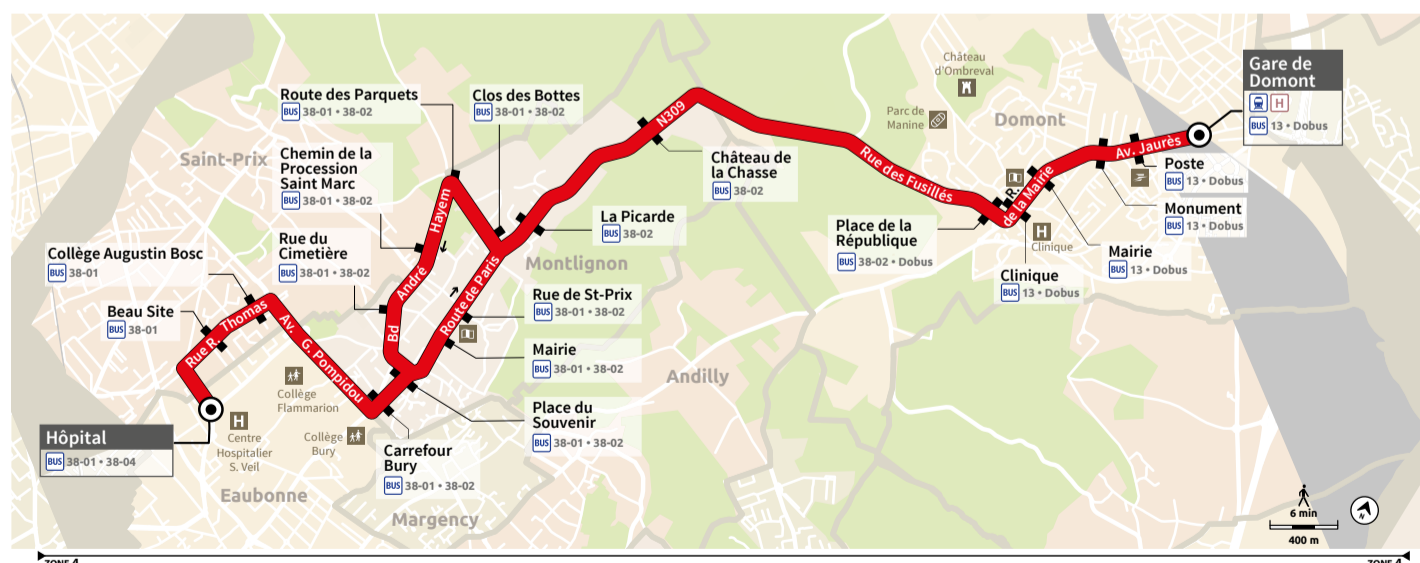 Château
d'Ombreval
Gare de
Domont
H
BUS 13 • Dobus
Parc de
Manine
Domont
Route des Parquets
BUS 38-01 • 38-02
Clos des Bottes
BUS 38-01 • 38-02
N309
Saint-Prix
Chemin de la
Procession
Saint Marc
BUS 38-01 • 38-02
Château de
la Chasse
BUS 38-02
Rue des Fusillés
R.
de la Mairie
Av. Jaurès
Poste
BUS 13 • Dobus
Monument
BUS 13 • Dobus
Hayem
André
Bd
La Picarde
BUS 38-02
Place de la
République
BUS 38-02 • Dobus
H
Clinique
Mairie
BUS 13 • Dobus
Clinique
BUS 13 • Dobus
Collège Augustin Bosc
BUS 38-01
Rue du
Cimetière
BUS 38-01 • 38-02
Montlignon
Route de Paris
Rue de St-Prix
BUS 38-01 • 38-02
Beau Site
BUS 38-01
Rue R. Thomas
Av. G. Pompidou
Mairie
BUS 38-01 • 38-02
Andilly
Collège
Flammarion
Place du
Souvenir
BUS 38-01 • 38-02
Hôpital
BUS 38-01 • 38-04
H
Centre
Hospitalier
S. Veil
Collège
Bury
Carrefour
Bury
BUS 38-01 • 38-02
Eaubonne
Margency
6 min
400 m
N
ZONE 4
ZONE 4